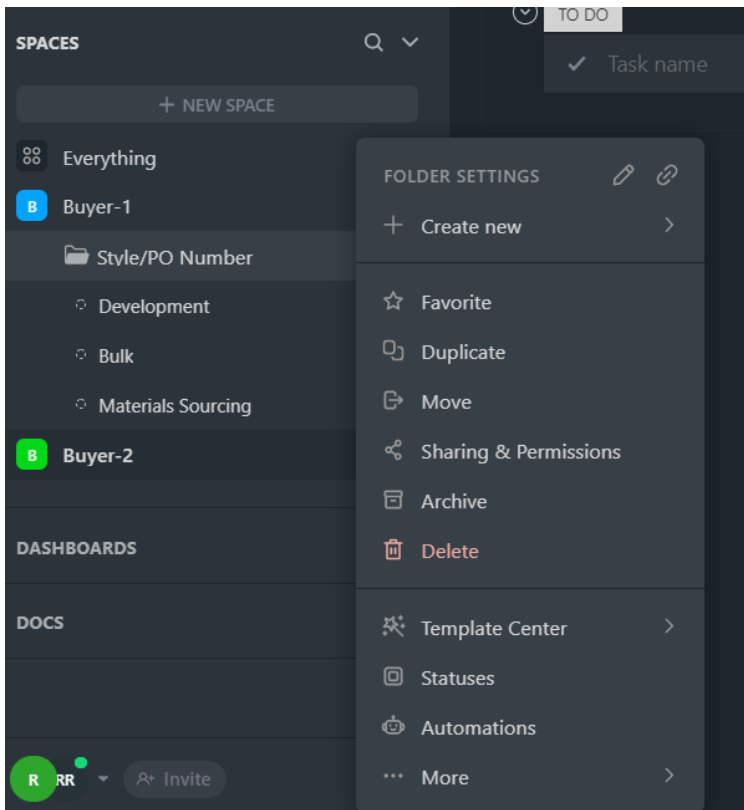 TO DO
Task name
SPACES
+ NEW SPACE
Everything
B Buyer-1
Style/PO Number
Development
Bulk
Materials Sourcing
B Buyer-2
DASHBOARDS
DOCS
R RR Invite
FOLDER SETTINGS
Create new
Favorite
Duplicate
Move
Sharing & Permissions
Archive
Delete
Template Center
Statuses
Automations
More